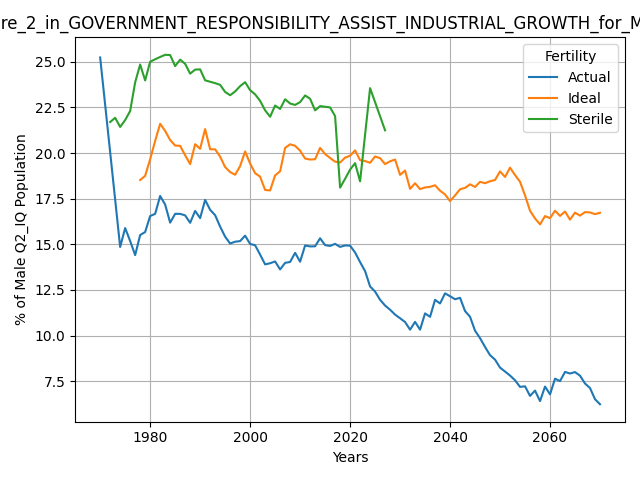 re_2_in_GOVERNMENT_RESPONSIBILITY_ASSIST_INDUSTRIAL_GROWTH_for_M
Fertility
Actual
Ideal
Sterile
% of Male Q2_IQ Population
25.0
22.5
20.0
17.5
15.0
12.5
10.0
7.5
1980
2000
2020
2040
2060
Years